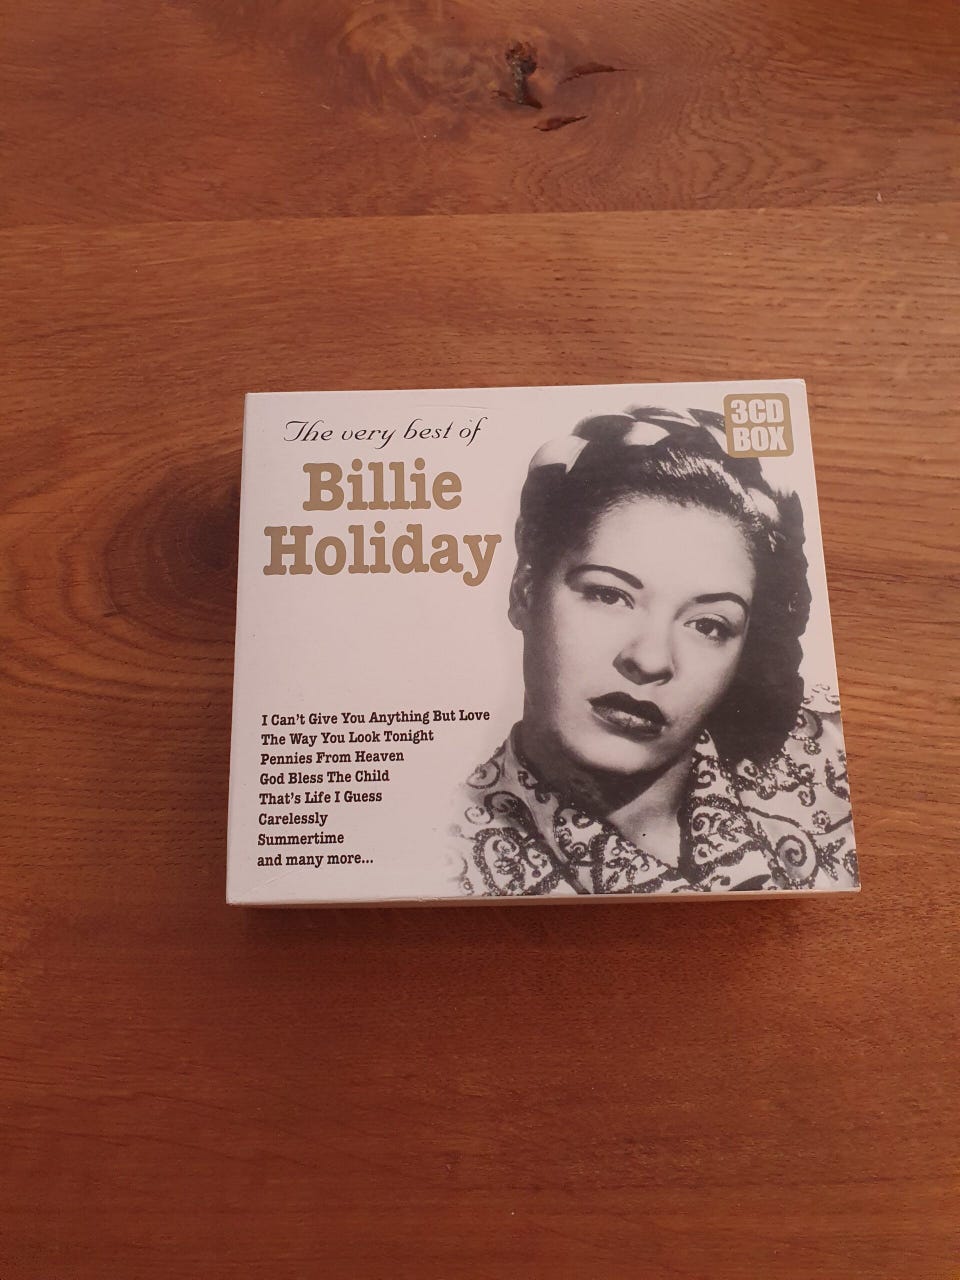 The very best of
Billie
Holiday
3CD
BOX
I Can't Give You Anything But Love
The Way You Look Tonight
Pennies From Heaven
God Bless The Child
That's Life I Guess
Carelessly
Summertime
and many more...